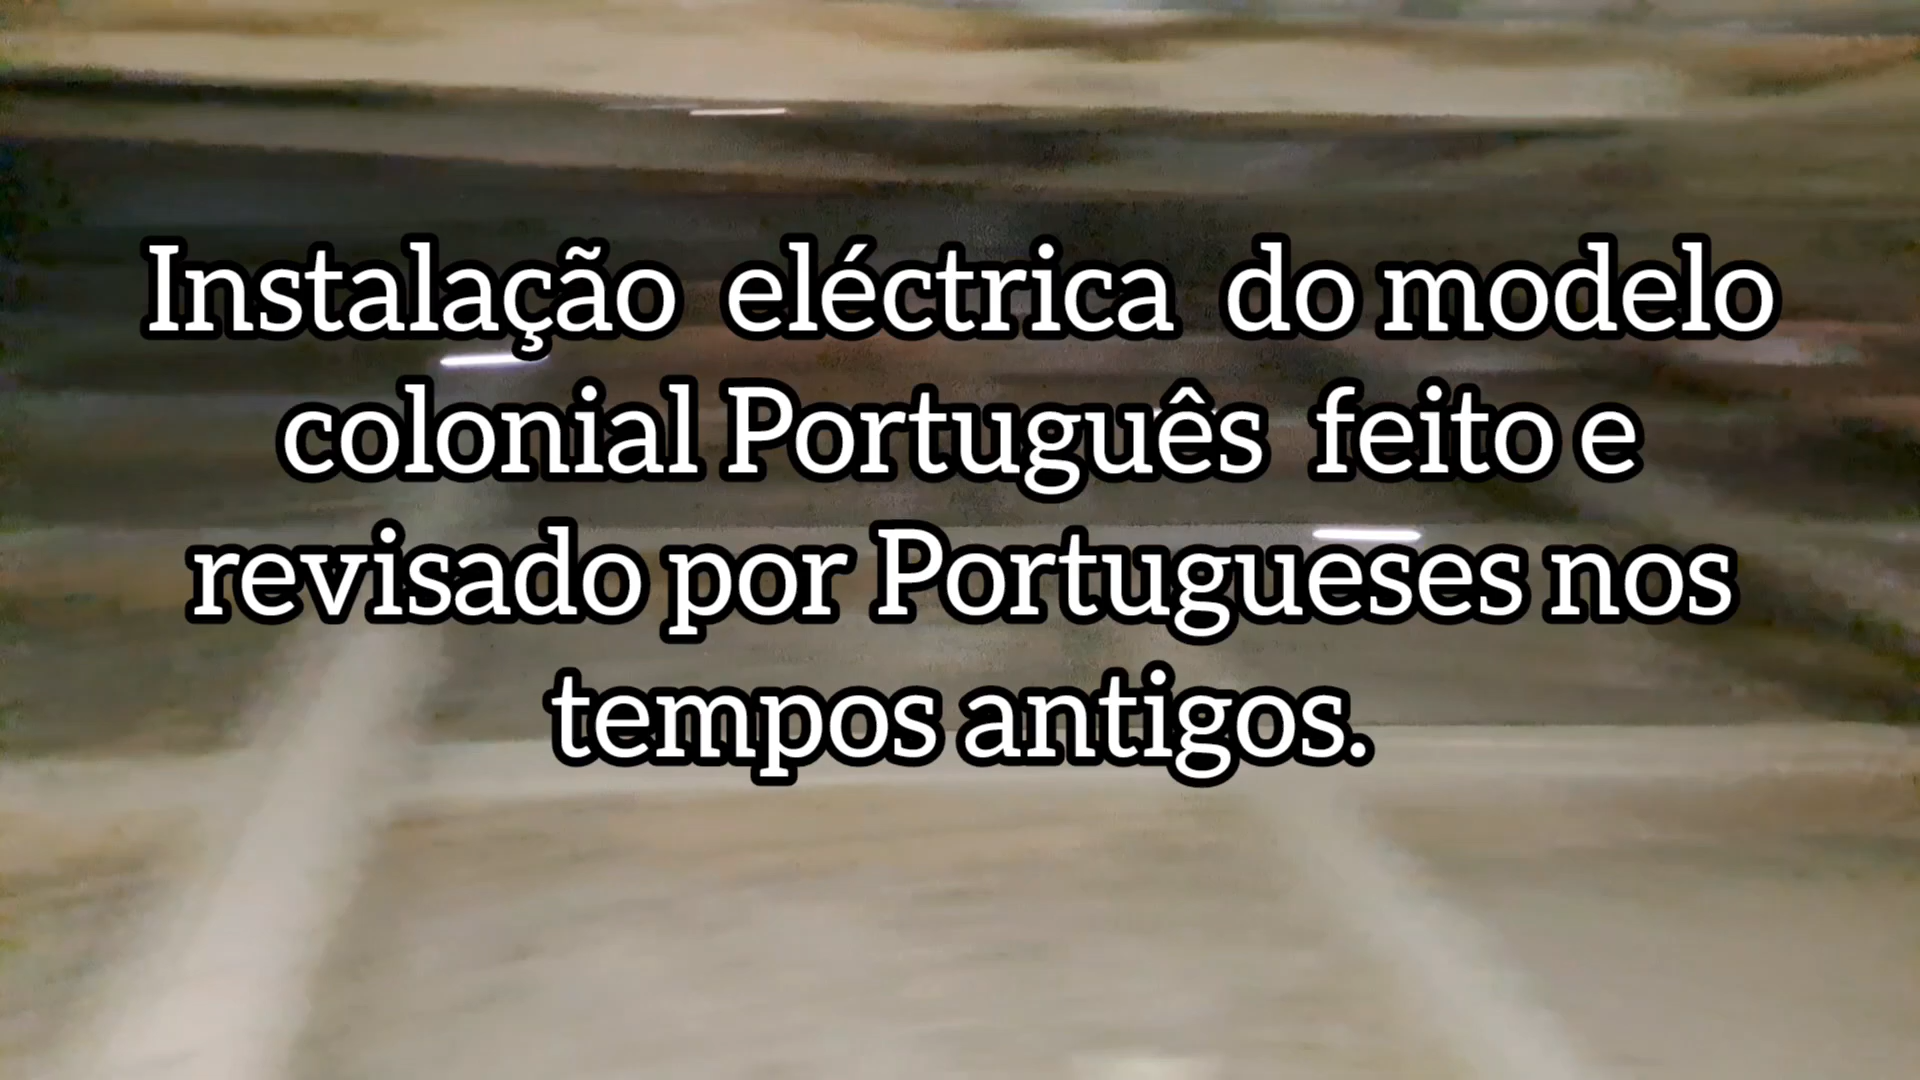 Instalação eléctrica do modelo
colonial Português feito e
revisado por Portugueses nos
tempos antigos.